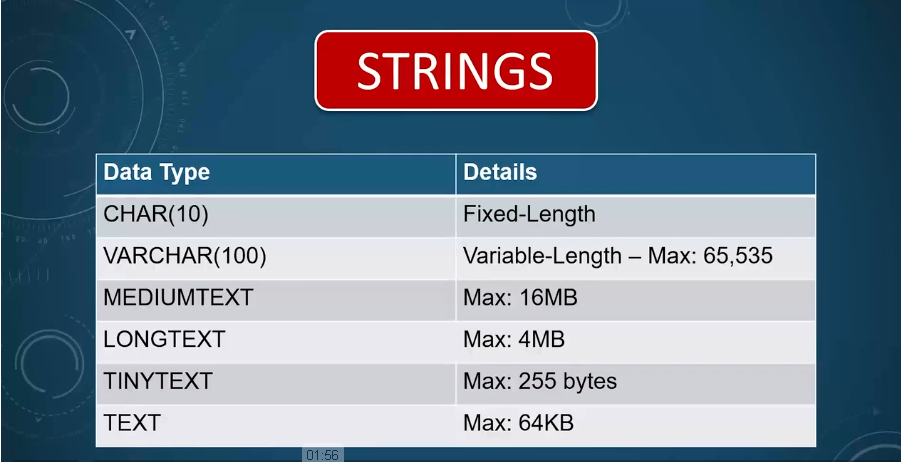 STRINGS
Data Type Details
CHAR(10) Fixed-Length
VARCHAR(100) Variable-Length – Max: 65,535
MEDIUMTEXT Max: 16MB
LONGTEXT Max: 4MB
TINYTEXT Max: 255 bytes
TEXT Max: 64KB
01:56